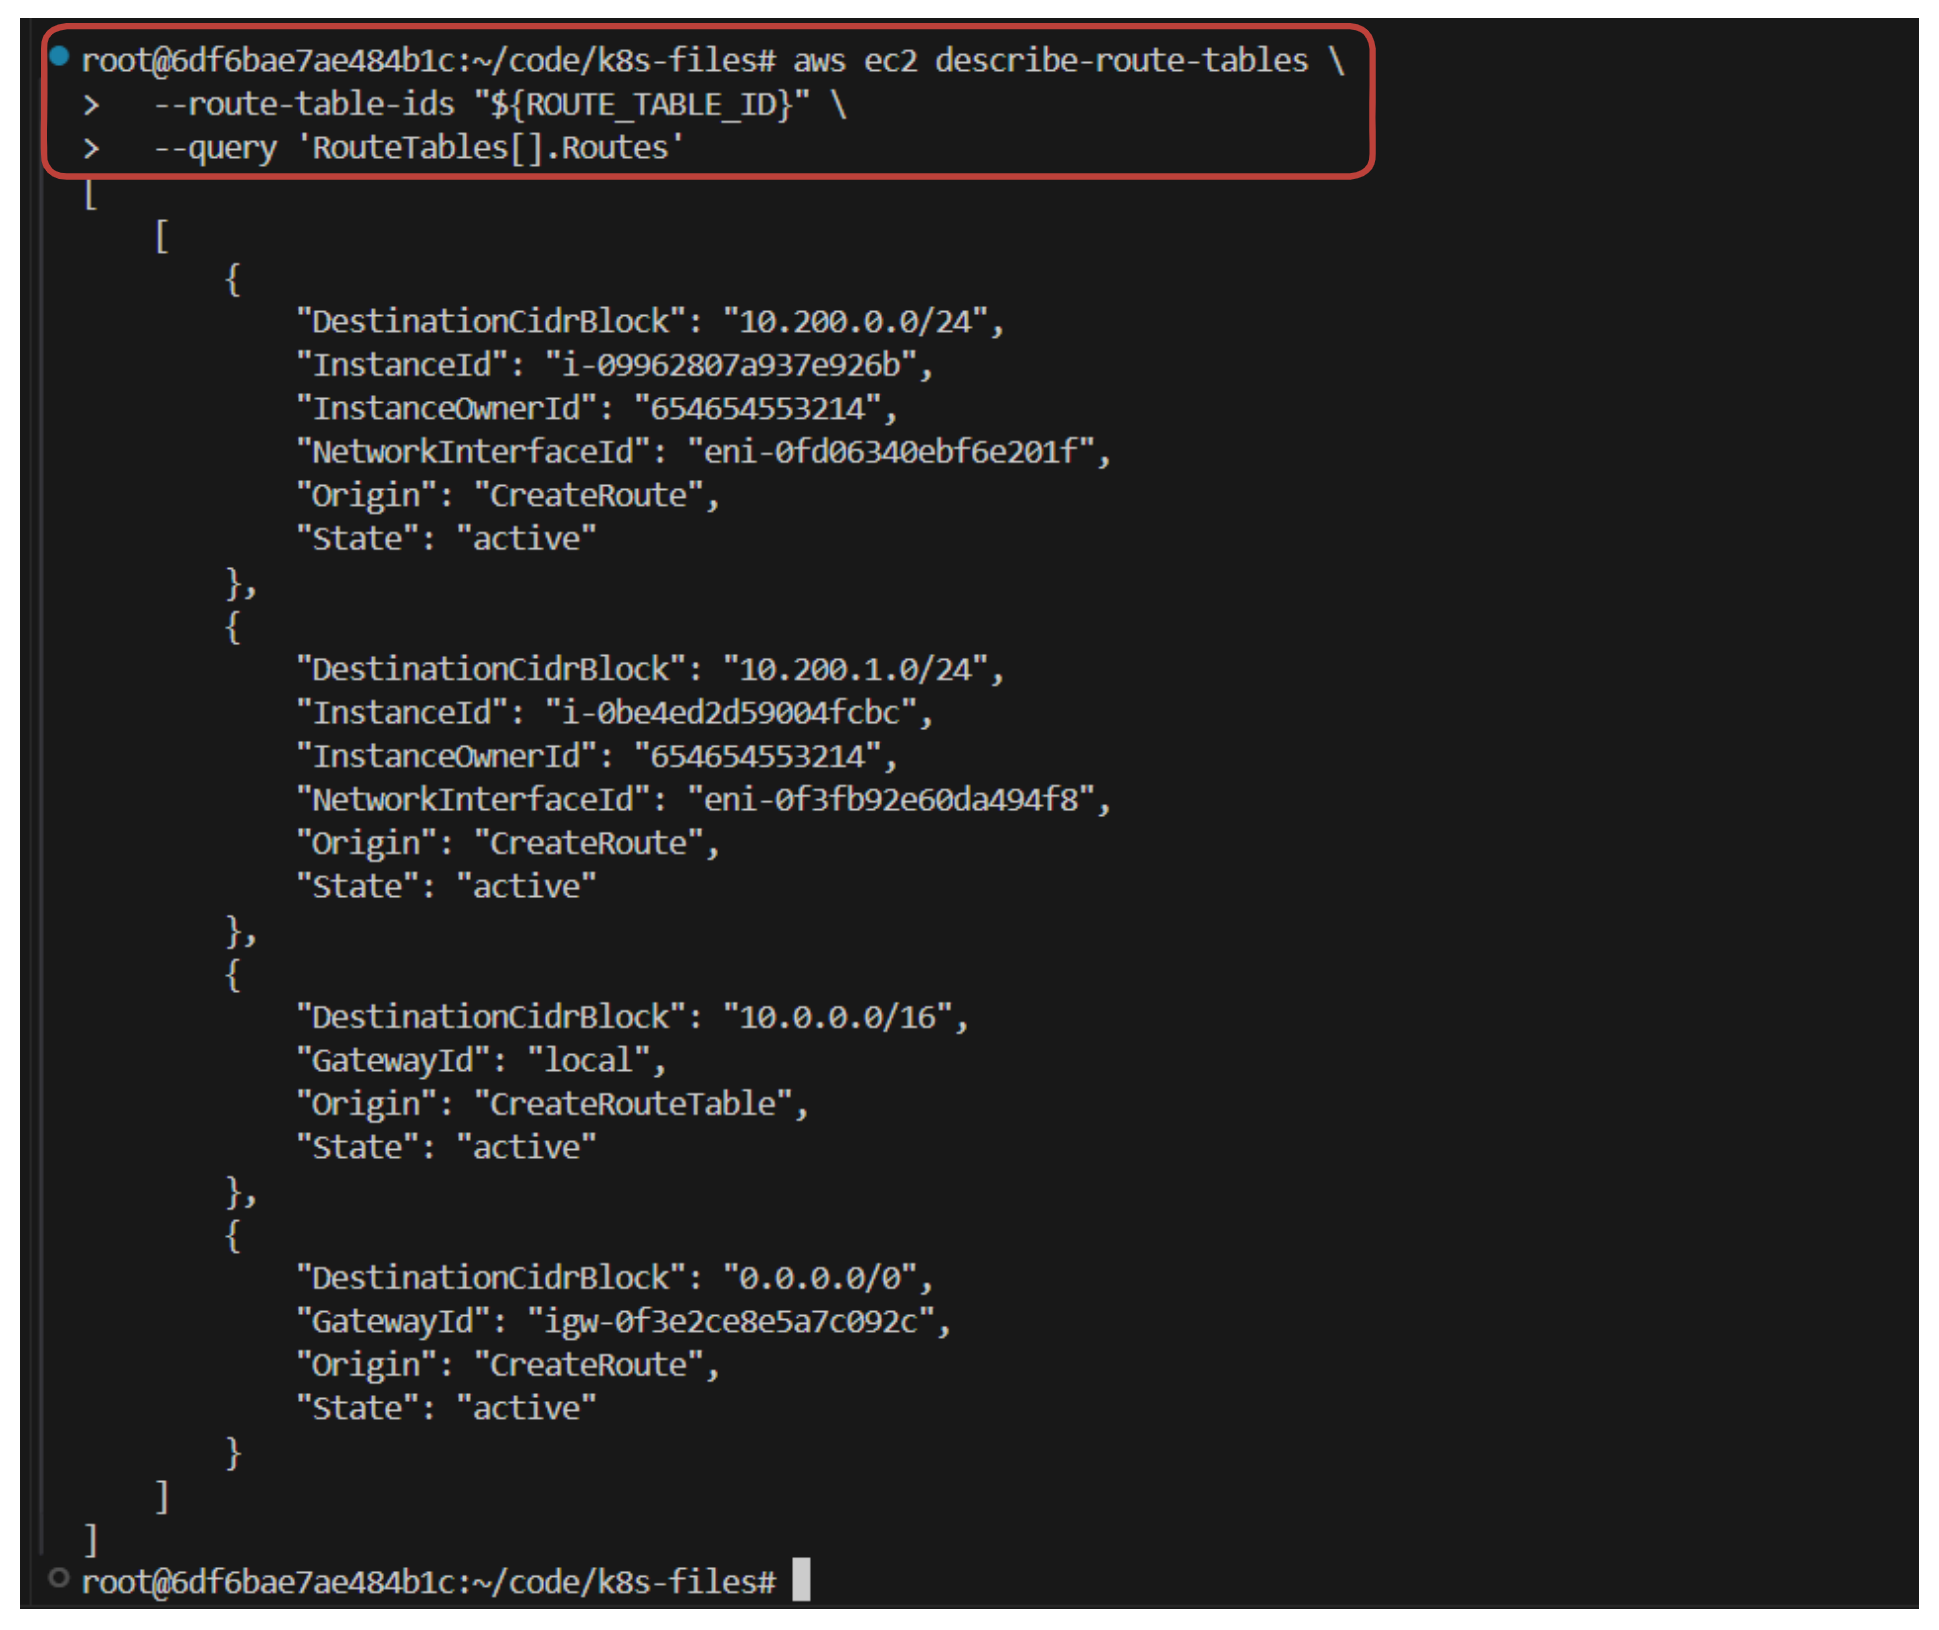 root@6df6bae7ae484b1c:~/code/k8s-files# aws ec2 describe-route-tables \
>   --route-table-ids "${ROUTE_TABLE_ID}" \
>   --query 'RouteTables[].Routes'
[
    [
        {
            "DestinationCidrBlock": "10.200.0.0/24",
            "InstanceId": "i-09962807a937e926b",
            "InstanceOwnerId": "654654553214",
            "NetworkInterfaceId": "eni-0fd06340ebf6e201f",
            "Origin": "CreateRoute",
            "State": "active"
        },
        {
            "DestinationCidrBlock": "10.200.1.0/24",
            "InstanceId": "i-0be4ed2d59004fcbc",
            "InstanceOwnerId": "654654553214",
            "NetworkInterfaceId": "eni-0f3fb92e60da494f8",
            "Origin": "CreateRoute",
            "State": "active"
        },
        {
            "DestinationCidrBlock": "10.0.0.0/16",
            "GatewayId": "local",
            "Origin": "CreateRouteTable",
            "State": "active"
        },
        {
            "DestinationCidrBlock": "0.0.0.0/0",
            "GatewayId": "igw-0f3e2ce8e5a7c092c",
            "Origin": "CreateRoute",
            "State": "active"
        }
    ]
]
root@6df6bae7ae484b1c:~/code/k8s-files#